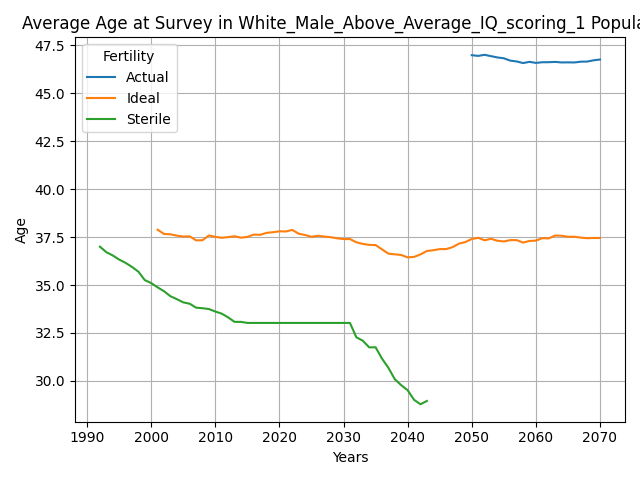 Average Age at Survey in White_Male_Above_Average_IQ_scoring_1 Popula
Fertility
Actual
Ideal
Sterile
47.5
45.0
42.5
40.0
37.5
35.0
32.5
30.0
Age
1990 2000 2010 2020 2030 2040 2050 2060 2070
Years